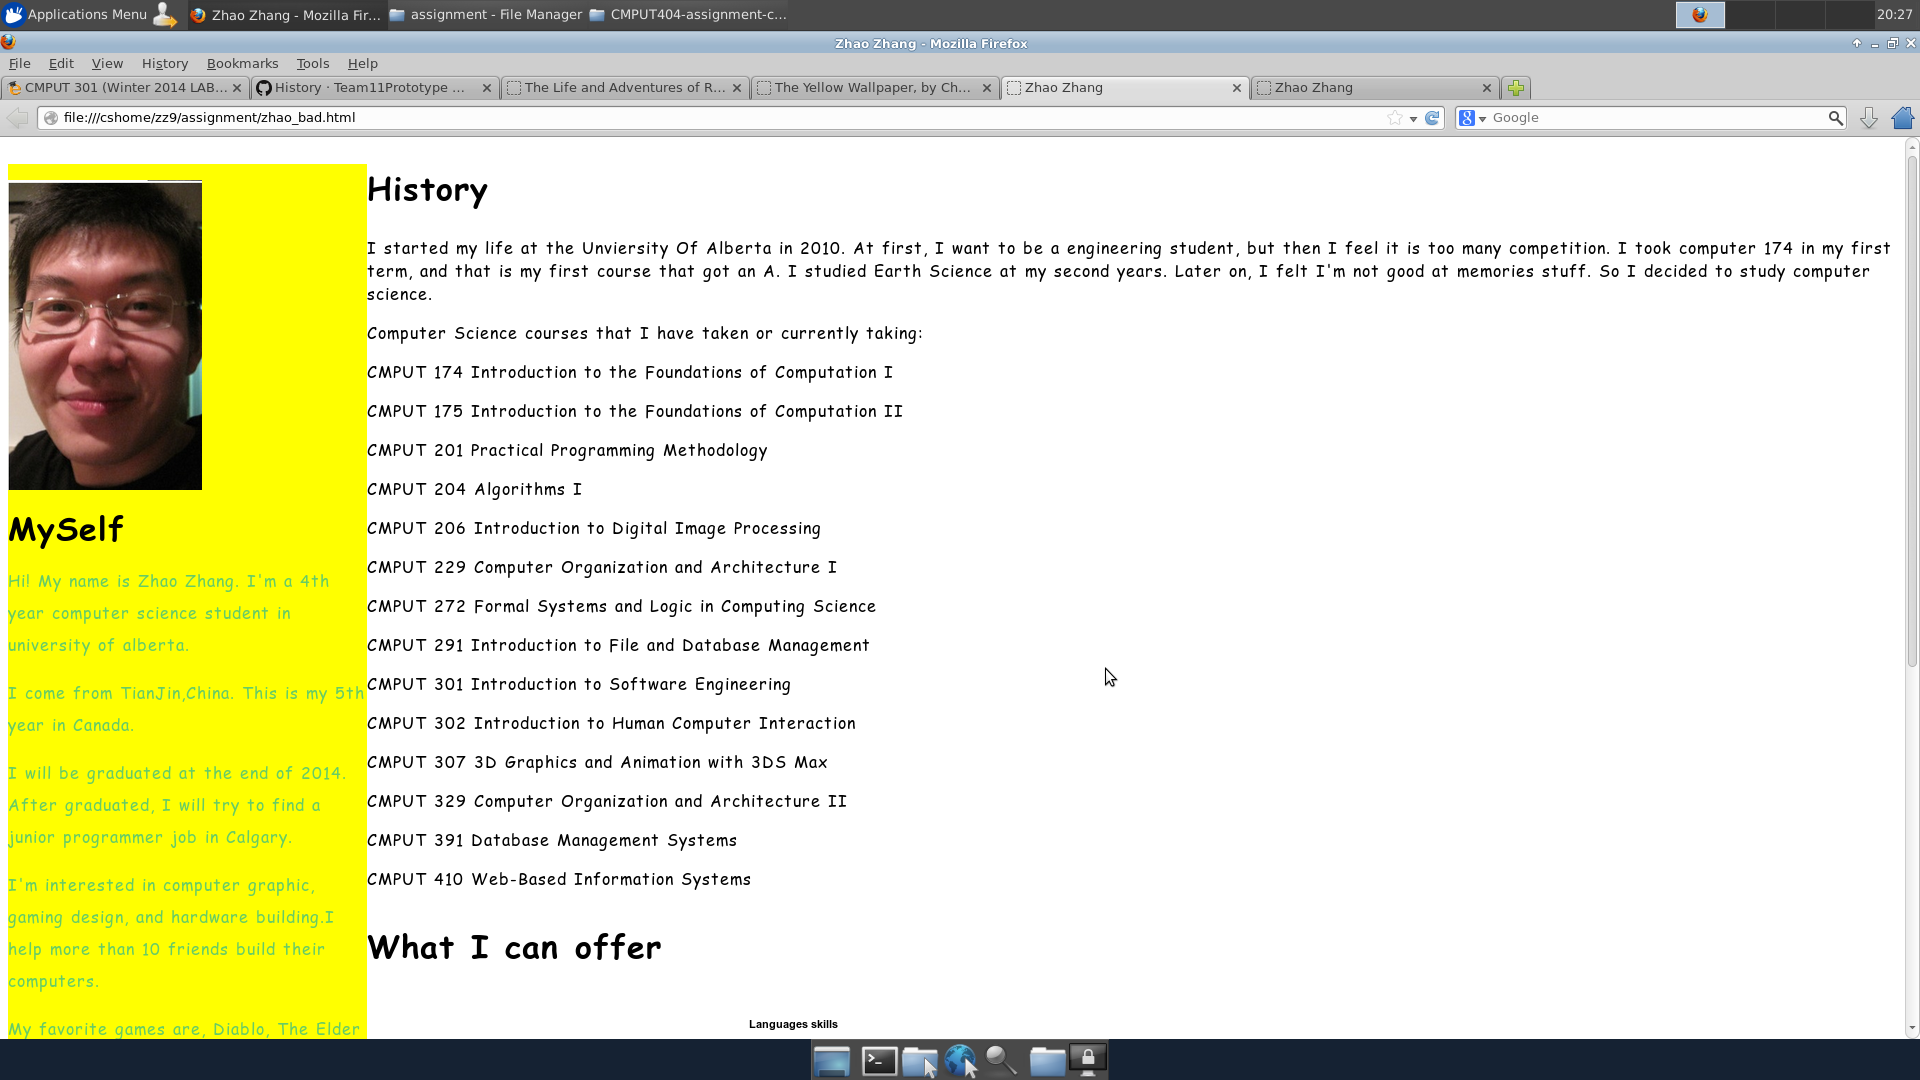 Applications Menu
Zhao Zhang - Mozilla Fir...
assignment - File Manager
CMPUT404-assignment-c...
20:27
Zhao Zhang - Mozilla Firefox
File Edit View History Bookmarks Tools Help
CMPUT 301 (Winter 2014 LAB...
History · Team11Prototype ...
The Life and Adventures of R...
The Yellow Wallpaper, by Ch...
Zhao Zhang
Zhao Zhang
file:///cshome/zz9/assignment/zhao_bad.html
Google
MySelf
Hi! My name is Zhao Zhang. I'm a 4th
year computer science student in
university of alberta.
I come from TianJin,China. This is my 5th
year in Canada.
I will be graduated at the end of 2014.
After graduated, I will try to find a
junior programmer job in Calgary.
I'm interested in computer graphic,
gaming design, and hardware building.I
help more than 10 friends build their
computers.
My favorite games are, Diablo, The Elder
History
I started my life at the Unviersity Of Alberta in 2010. At first, I want to be a engineering student, but then I feel it is too many competition. I took computer 174 in my first
term, and that is my first course that got an A. I studied Earth Science at my second years. Later on, I felt I'm not good at memories stuff. So I decided to study computer
science.
Computer Science courses that I have taken or currently taking:
CMPUT 174 Introduction to the Foundations of Computation I
CMPUT 175 Introduction to the Foundations of Computation II
CMPUT 201 Practical Programming Methodology
CMPUT 204 Algorithms I
CMPUT 206 Introduction to Digital Image Processing
CMPUT 229 Computer Organization and Architecture I
CMPUT 272 Formal Systems and Logic in Computing Science
CMPUT 291 Introduction to File and Database Management
CMPUT 301 Introduction to Software Engineering
CMPUT 302 Introduction to Human Computer Interaction
CMPUT 307 3D Graphics and Animation with 3DS Max
CMPUT 329 Computer Organization and Architecture II
CMPUT 391 Database Management Systems
CMPUT 410 Web-Based Information Systems
What I can offer
Languages skills